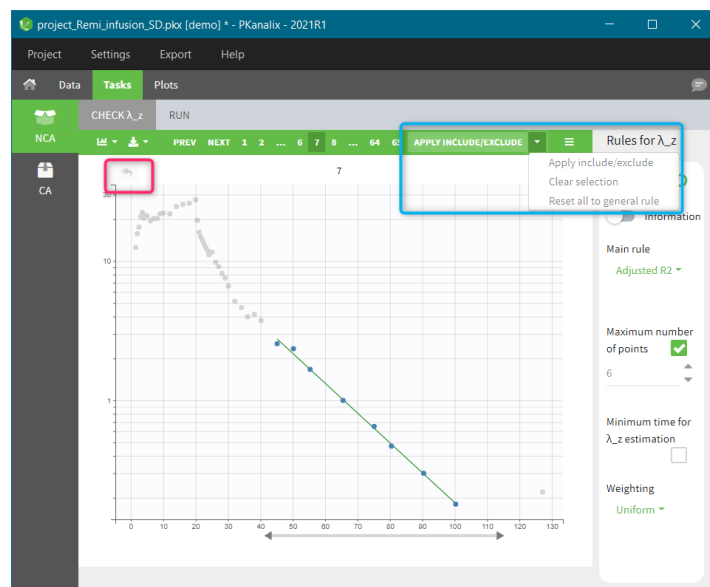 project_Remi_infusion_SD.pkx [demo] * - PKanalix - 2021R1
Project Settings Export Help
Data Tasks Plots
NCA
CA
CHECK λ_z RUN
PREV NEXT 1 2 ... 6 7 8 ... 64 65 APPLY INCLUDE/EXCLUDE
Apply include/exclude
Clear selection
Reset all to general rule
Rules for λ_z
Information
Main rule
Adjusted R2
Maximum number
of points
6
Minimum time for
λ_z estimation
Weighting
Uniform
7
30
10
1
0 10 20 30 40 50 60 70 80 90 100 110 120 130